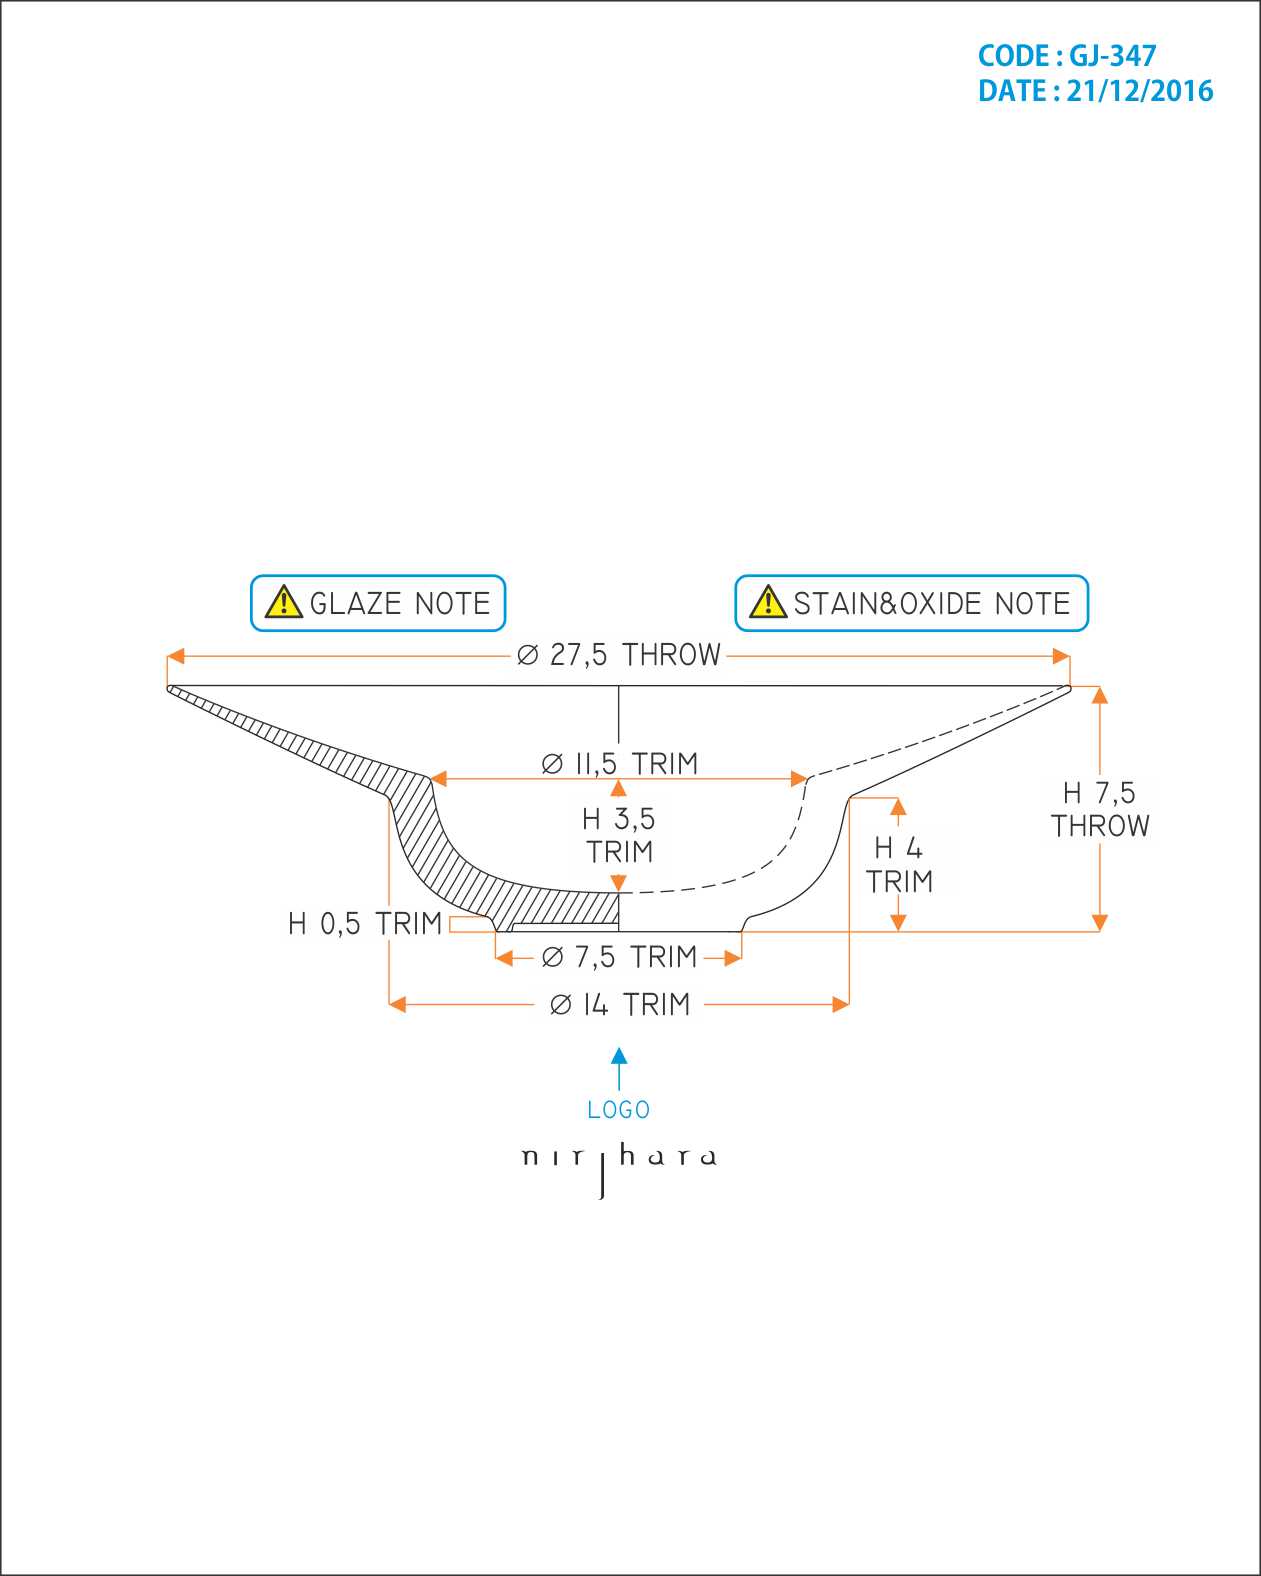 CODE : GJ-347
DATE : 21/12/2016
GLAZE NOTE
STAIN&OXIDE NOTE
Ø 27,5 THROW
Ø 11,5 TRIM
H 3,5
TRIM
H 7,5
THROW
H 4
TRIM
H 0,5 TRIM
Ø 7,5 TRIM
Ø 14 TRIM
LOGO
nirjhara